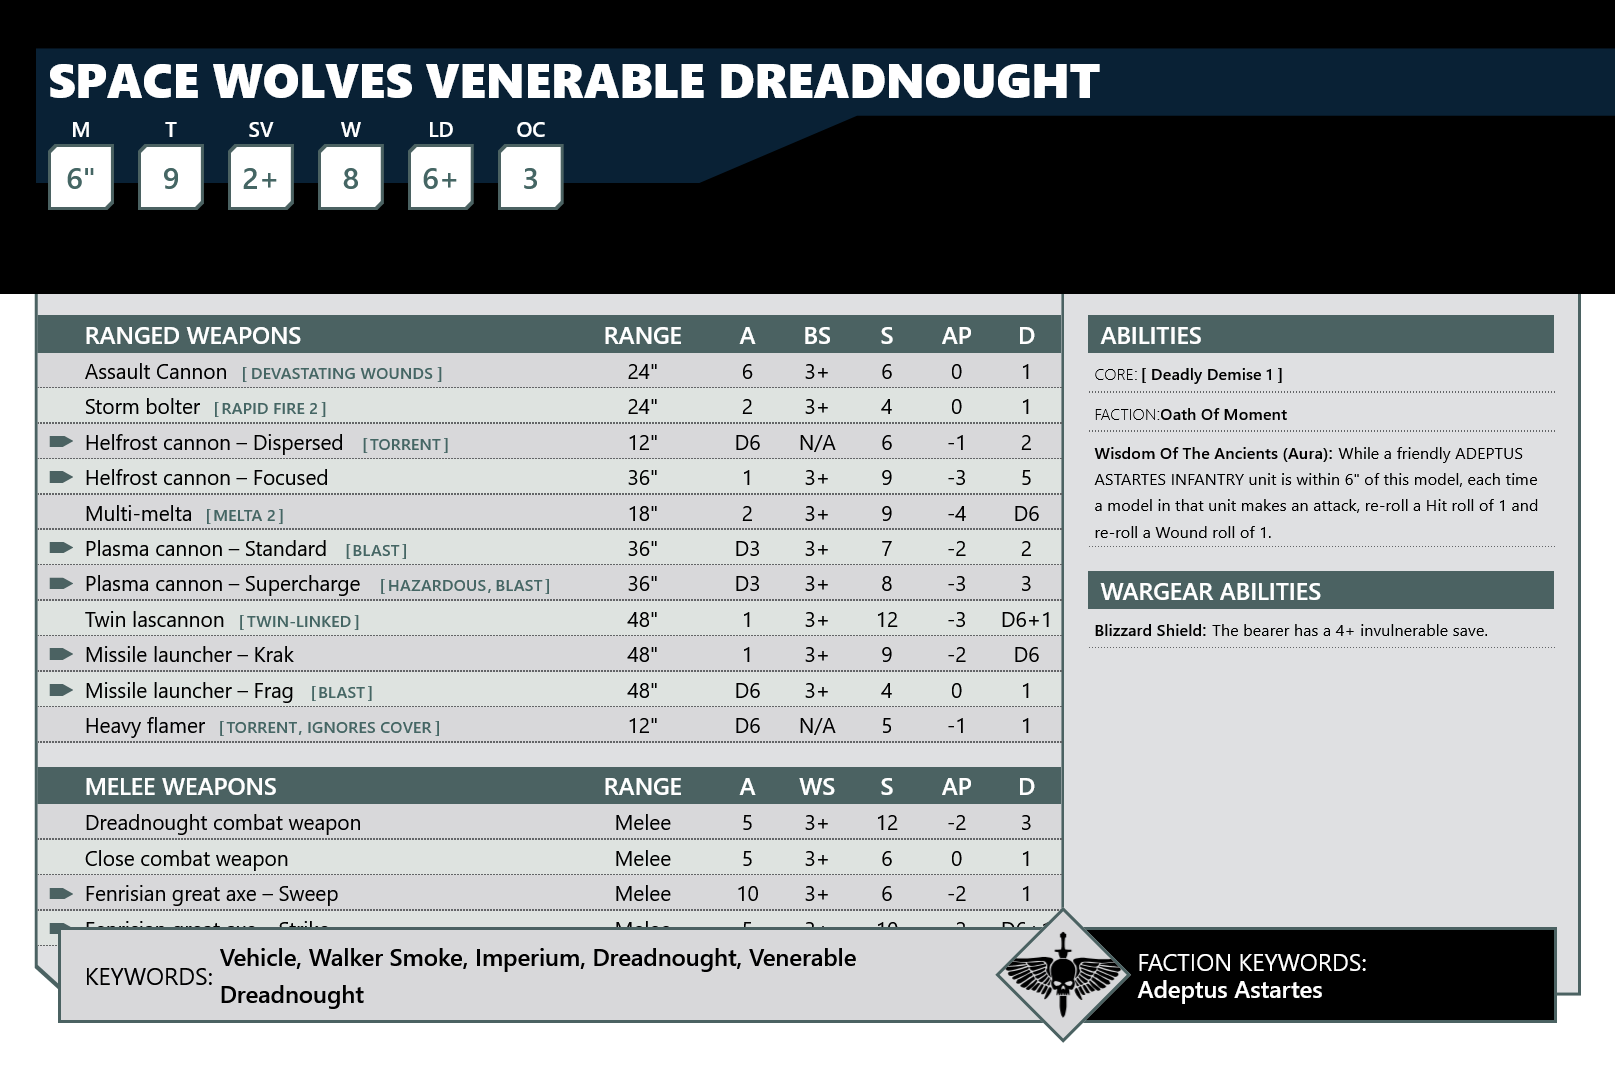 SPACE WOLVES VENERABLE DREADNOUGHT
M T SV W LD OC
6" 9 2+ 8 6+ 3
RANGED WEAPONS RANGE A BS S AP D
Assault Cannon [ DEVASTATING WOUNDS ] 24" 6 3+ 6 0 1
Storm bolter [ RAPID FIRE 2 ] 24" 2 3+ 4 0 1
Helfrost cannon – Dispersed [ TORRENT ] 12" D6 N/A 6 -1 2
Helfrost cannon – Focused 36" 1 3+ 9 -3 5
Multi-melta [ MELTA 2 ] 18" 2 3+ 9 -4 D6
Plasma cannon – Standard [ BLAST ] 36" D3 3+ 7 -2 2
Plasma cannon – Supercharge [ HAZARDOUS, BLAST ] 36" D3 3+ 8 -3 3
Twin lascannon [ TWIN-LINKED ] 48" 1 3+ 12 -3 D6+1
Missile launcher – Krak 48" 1 3+ 9 -2 D6
Missile launcher – Frag [ BLAST ] 48" D6 3+ 4 0 1
Heavy flamer [ TORRENT, IGNORES COVER ] 12" D6 N/A 5 -1 1
MELEE WEAPONS RANGE A WS S AP D
Dreadnought combat weapon Melee 5 3+ 12 -2 3
Close combat weapon Melee 5 3+ 6 0 1
Fenrisian great axe – Sweep Melee 10 3+ 6 -2 1
Fenrisian great axe – Strike Melee 5 3+ 10
ABILITIES
CORE: [ Deadly Demise 1 ]
FACTION:Oath Of Moment
Wisdom Of The Ancients (Aura): While a friendly ADEPTUS
ASTARTES INFANTRY unit is within 6" of this model, each time
a model in that unit makes an attack, re-roll a Hit roll of 1 and
re-roll a Wound roll of 1.
WARGEAR ABILITIES
Blizzard Shield: The bearer has a 4+ invulnerable save.
KEYWORDS: Vehicle, Walker Smoke, Imperium, Dreadnought, Venerable
Dreadnought
FACTION KEYWORDS:
Adeptus Astartes